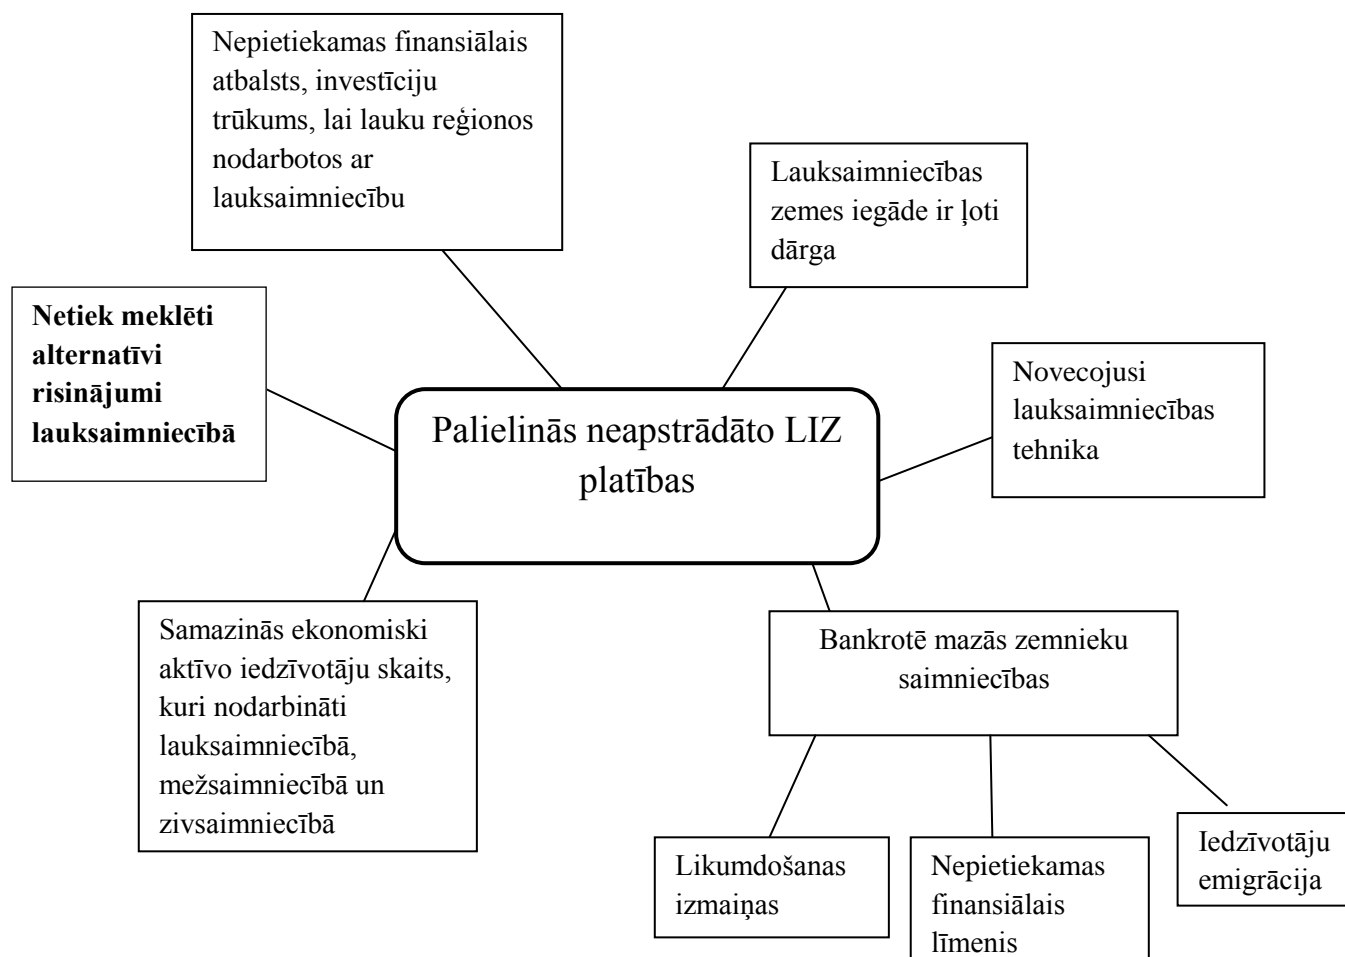 Nepietiekamas finansiālais
atbalsts, investīciju
trūkums, lai lauku reģionos
nodarbotos ar
lauksaimniecību
Lauksaimniecības
zemes iegāde ir ļoti
dārga
Netiek meklēti
alternatīvi
risinājumi
lauksaimniecībā
Novecojusi
lauksaimniecības
tehnika
Palielinās neapstrādāto LIZ
platības
Samazinās ekonomiski
aktīvo iedzīvotāju skaits,
kuri nodarbināti
lauksaimniecībā,
mežsaimniecībā un
zivsaimniecībā
Bankrotē mazās zemnieku
saimniecības
Likumdošanas
izmaiņas
Nepietiekamas
finansiālais
līmenis
Iedzīvotāju
emigrācija